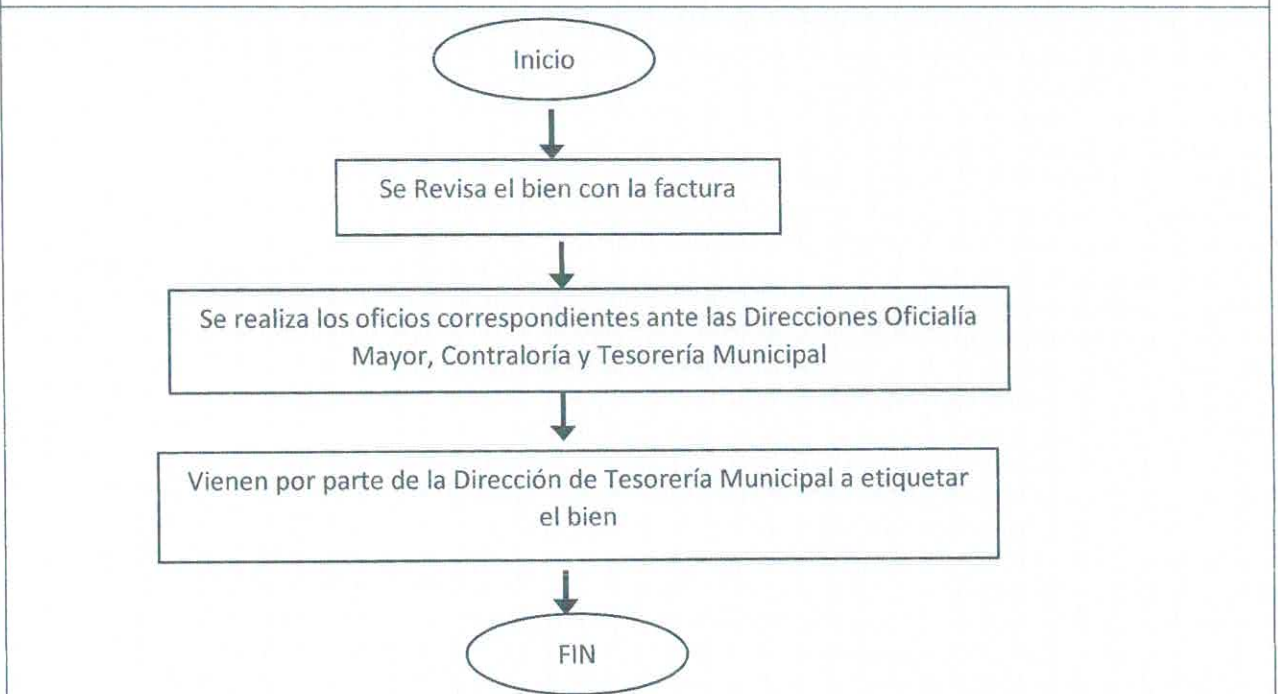 Inicio
Se Revisa el bien con la factura
Se realiza los oficios correspondientes ante las Direcciones Oficialía
Mayor, Contraloría y Tesorería Municipal
Vienen por parte de la Dirección de Tesorería Municipal a etiquetar
el bien
FIN